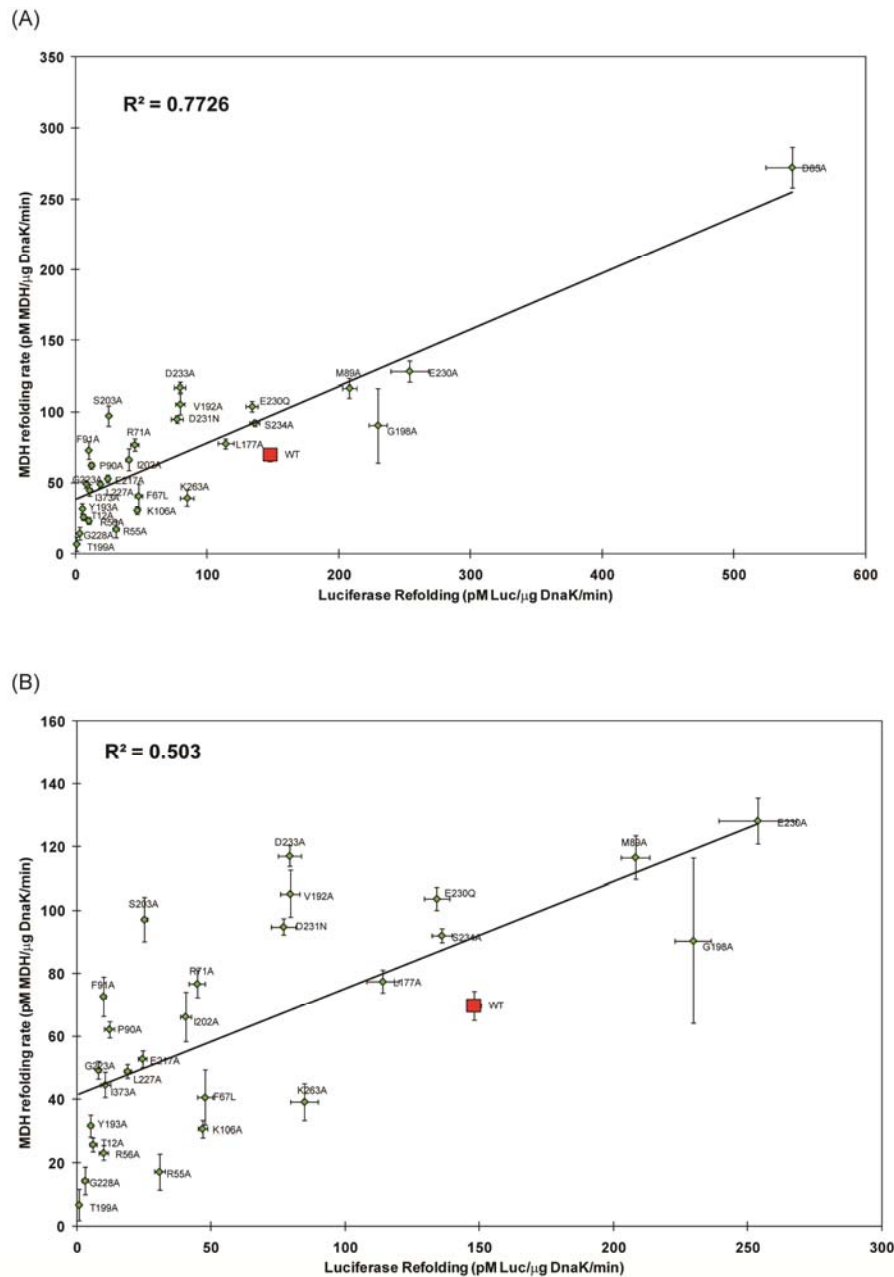 (A)
350
300
250
200
150
100
50
0
MDH refolding rate (pM MDH/µg DnaK/min)
R² = 0.7726
D85A
D233A
M89A
E230A
S203A
V192A
E230Q
D231N
S234A
G198A
F91A
R71A
L177A
WT
P90A
I202A
G223A
E217A
L227A
I373A
F67L
K263A
Y193A
K106A
T12A
R56A
R55A
G228A
T199A
0 100 200 300 400 500 600
Luciferase Refolding (pM Luc/µg DnaK/min)
(B)
160
140
120
100
80
60
40
20
0
MDH refolding rate (pM MDH/µg DnaK/min)
R² = 0.503
E230A
D233A
M89A
V192A
E230Q
S203A
D231N
S234A
G198A
R71A
L177A
F91A
WT
P90A
I202A
G223A
E217A
L227A
I373A
F67L
K263A
Y193A
K106A
T12A
R56A
R55A
G228A
T199A
0 50 100 150 200 250 300
Luciferase Refolding (pM Luc/µg DnaK/min)